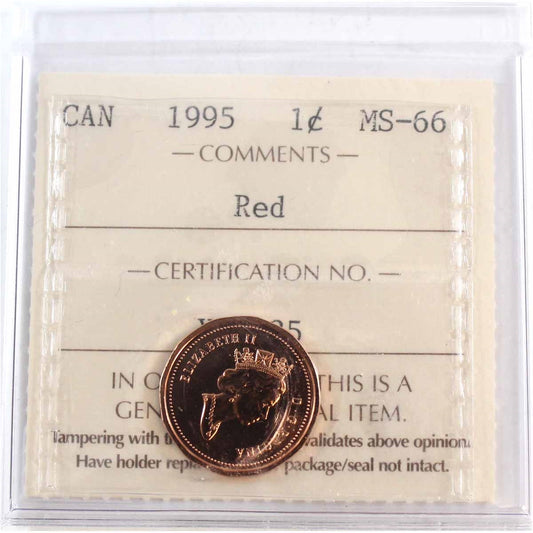 CAN 1995 1¢ MS-66
— COMMENTS —
Red
— CERTIFICATION NO. —
ELIZABETH II
D·G·REGINA
IN THIS IS A
GEN AL ITEM.
Tampering with validates above opinion.
Have holder package/seal not intact.